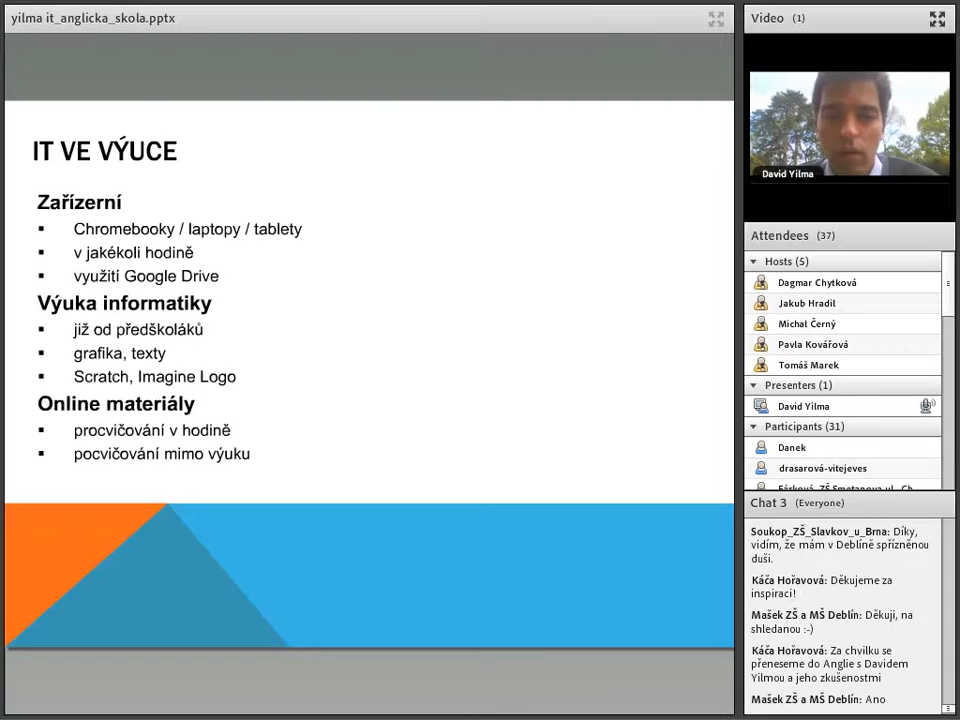 yilma it_anglicka_skola.pptx
IT VE VÝUCE
Zařízerní
Chromebooky / laptopy / tablety
v jakékoli hodině
využití Google Drive
Výuka informatiky
již od předškoláků
grafika, texty
Scratch, Imagine Logo
Online materiály
procvičování v hodině
pocvičování mimo výuku
Video (1)
David Yilma
Attendees (37)
Hosts (5)
Dagmar Chytková
Jakub Hradil
Michal Černý
Pavla Kovářová
Tomáš Marek
Presenters (1)
David Yilma
Participants (31)
Danek
drasarová-vitejeves
Chat 3 (Everyone)
Soukop_ZŠ_Slavkov_u_Brna: Díky,
vidím, že mám v Deblíně spřízněnou
duši.
Káča Hořavová: Děkujeme za
inspiraci!
Mašek ZŠ a MŠ Deblín: Děkuji, na
shledanou :-)
Káča Hořavová: Za chvilku se
přeneseme do Anglie s Davidem
Yilmou a jeho zkušenostmi
Mašek ZŠ a MŠ Deblín: Ano